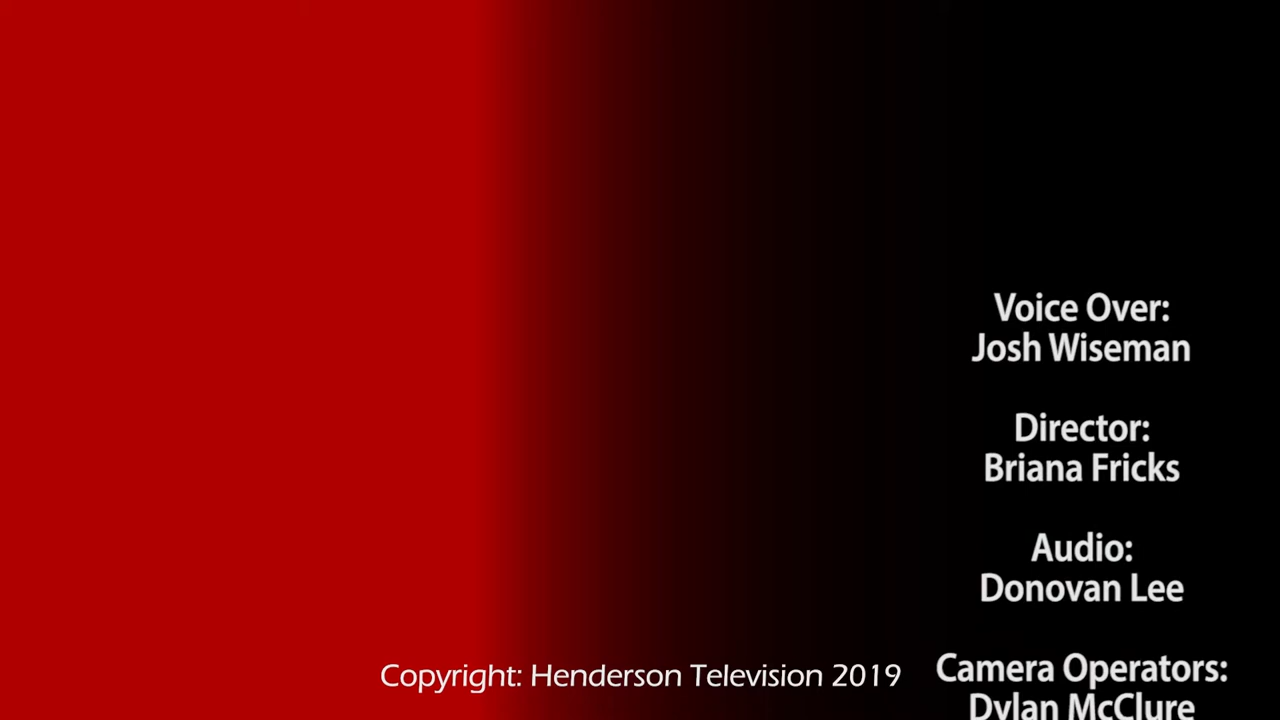 Voice Over:
Josh Wiseman
Director:
Briana Fricks
Audio:
Donovan Lee
Camera Operators:
Dylan McClure
Copyright: Henderson Television 2019